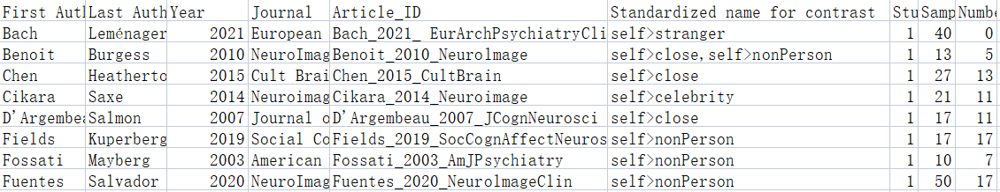 First Auth Last Auth Year Journal Article_ID Standardized name for contrast Stu Samp Numbe
Bach Leménager 2021 European Bach_2021_ EurArchPsychiatryCli self>stranger 1 40 0
Benoit Burgess 2010 NeuroImag Benoit_2010_NeuroImage self>close,self>nonPerson 1 13 5
Chen Heatherto 2015 Cult Brai Chen_2015_CultBrain self>close 1 27 13
Cikara Saxe 2014 Neuroimag Cikara_2014_Neuroimage self>celebrity 1 21 11
D'Argembea Salmon 2007 Journal o D'Argembeau_2007_JCognNeurosci self>close 1 17 11
Fields Kuperberg 2019 Social Co Fields_2019_SocCognAffectNeuros self>nonPerson 1 17 17
Fossati Mayberg 2003 American Fossati_2003_AmJPsychiatry self>nonPerson 1 10 7
Fuentes Salvador 2020 NeuroImag Fuentes_2020_NeuroImageClin self>nonPerson 1 50 17